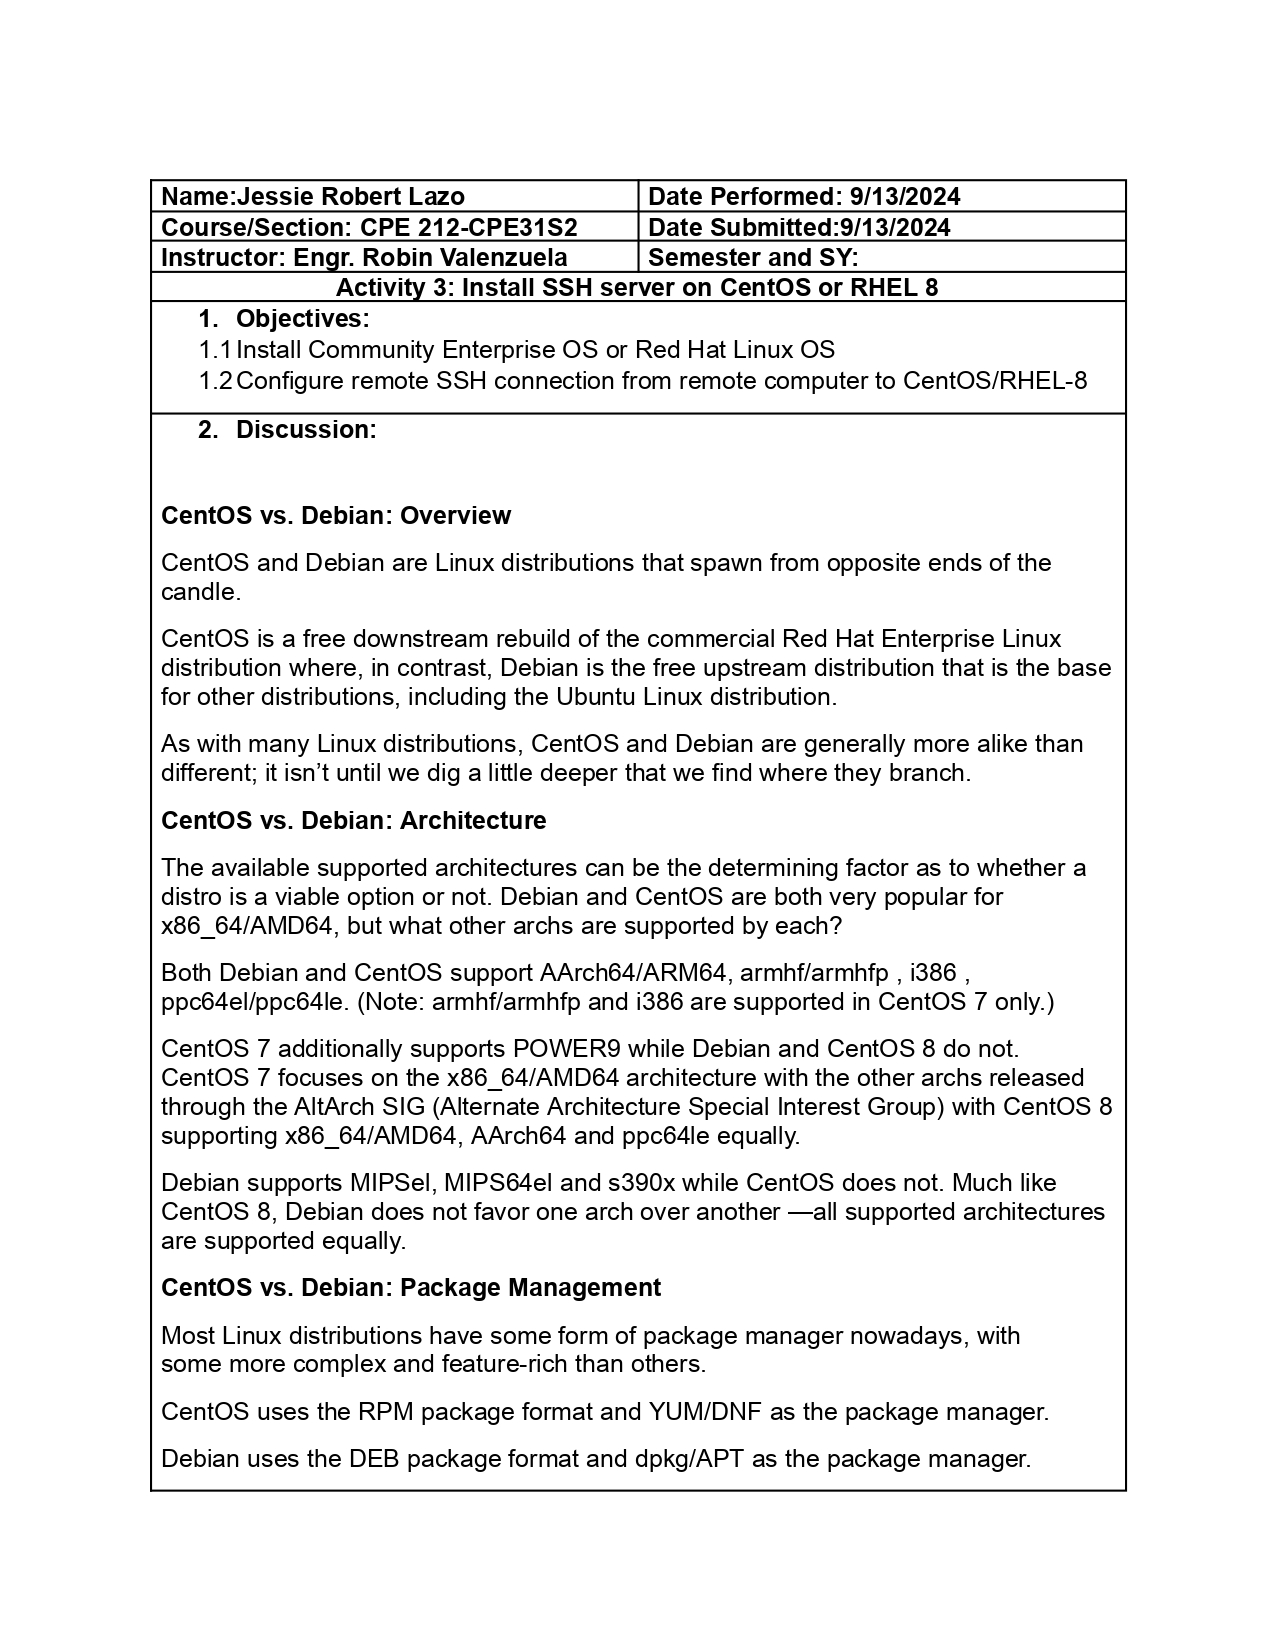 Name:Jessie Robert Lazo
Date Performed: 9/13/2024
Course/Section: CPE 212-CPE31S2
Date Submitted:9/13/2024
Instructor: Engr. Robin Valenzuela
Semester and SY:
Activity 3: Install SSH server on CentOS or RHEL 8
1. Objectives:
1.1 Install Community Enterprise OS or Red Hat Linux OS
1.2 Configure remote SSH connection from remote computer to CentOS/RHEL-8
2. Discussion:
CentOS vs. Debian: Overview
CentOS and Debian are Linux distributions that spawn from opposite ends of the
candle.
CentOS is a free downstream rebuild of the commercial Red Hat Enterprise Linux
distribution where, in contrast, Debian is the free upstream distribution that is the base
for other distributions, including the Ubuntu Linux distribution.
As with many Linux distributions, CentOS and Debian are generally more alike than
different; it isn’t until we dig a little deeper that we find where they branch.
CentOS vs. Debian: Architecture
The available supported architectures can be the determining factor as to whether a
distro is a viable option or not. Debian and CentOS are both very popular for
x86_64/AMD64, but what other archs are supported by each?
Both Debian and CentOS support AArch64/ARM64, armhf/armhfp , i386 ,
ppc64el/ppc64le. (Note: armhf/armhfp and i386 are supported in CentOS 7 only.)
CentOS 7 additionally supports POWER9 while Debian and CentOS 8 do not.
CentOS 7 focuses on the x86_64/AMD64 architecture with the other archs released
through the AltArch SIG (Alternate Architecture Special Interest Group) with CentOS 8
supporting x86_64/AMD64, AArch64 and ppc64le equally.
Debian supports MIPSel, MIPS64el and s390x while CentOS does not. Much like
CentOS 8, Debian does not favor one arch over another —all supported architectures
are supported equally.
CentOS vs. Debian: Package Management
Most Linux distributions have some form of package manager nowadays, with
some more complex and feature-rich than others.
CentOS uses the RPM package format and YUM/DNF as the package manager.
Debian uses the DEB package format and dpkg/APT as the package manager.